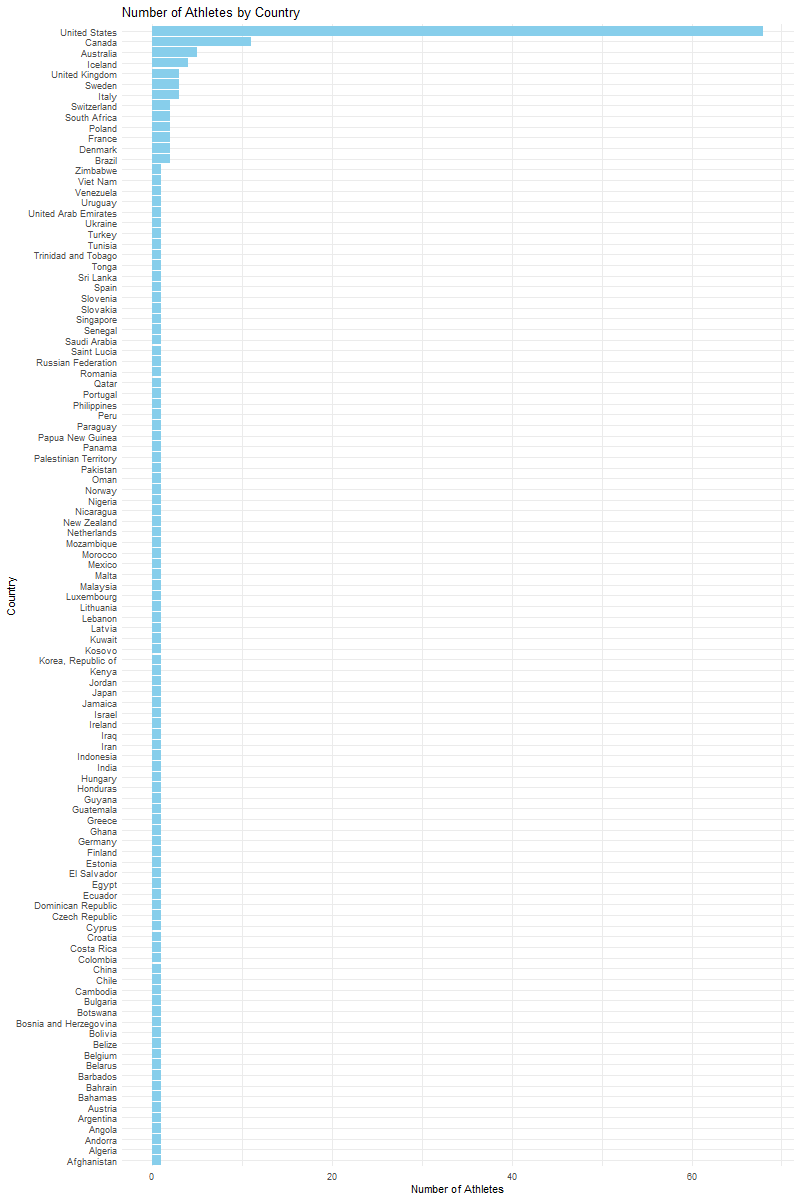 Number of Athletes by Country
United States
Canada
Australia
Iceland
United Kingdom
Sweden
Italy
Switzerland
South Africa
Poland
France
Denmark
Brazil
Zimbabwe
Viet Nam
Venezuela
Uruguay
United Arab Emirates
Ukraine
Turkey
Tunisia
Trinidad and Tobago
Tonga
Sri Lanka
Spain
Slovenia
Slovakia
Singapore
Senegal
Saudi Arabia
Saint Lucia
Russian Federation
Romania
Qatar
Portugal
Philippines
Peru
Paraguay
Papua New Guinea
Panama
Palestinian Territory
Pakistan
Oman
Norway
Nigeria
Nicaragua
New Zealand
Netherlands
Mozambique
Morocco
Mexico
Malta
Malaysia
Luxembourg
Lithuania
Lebanon
Latvia
Kuwait
Kosovo
Korea, Republic of
Kenya
Jordan
Japan
Jamaica
Israel
Ireland
Iraq
Iran
Indonesia
India
Hungary
Honduras
Guyana
Guatemala
Greece
Ghana
Germany
Finland
Estonia
El Salvador
Egypt
Ecuador
Dominican Republic
Czech Republic
Cyprus
Croatia
Costa Rica
Colombia
China
Chile
Cambodia
Bulgaria
Botswana
Bosnia and Herzegovina
Bolivia
Belize
Belgium
Belarus
Barbados
Bahrain
Bahamas
Austria
Argentina
Angola
Andorra
Algeria
Afghanistan
Country
0 20 40 60
Number of Athletes